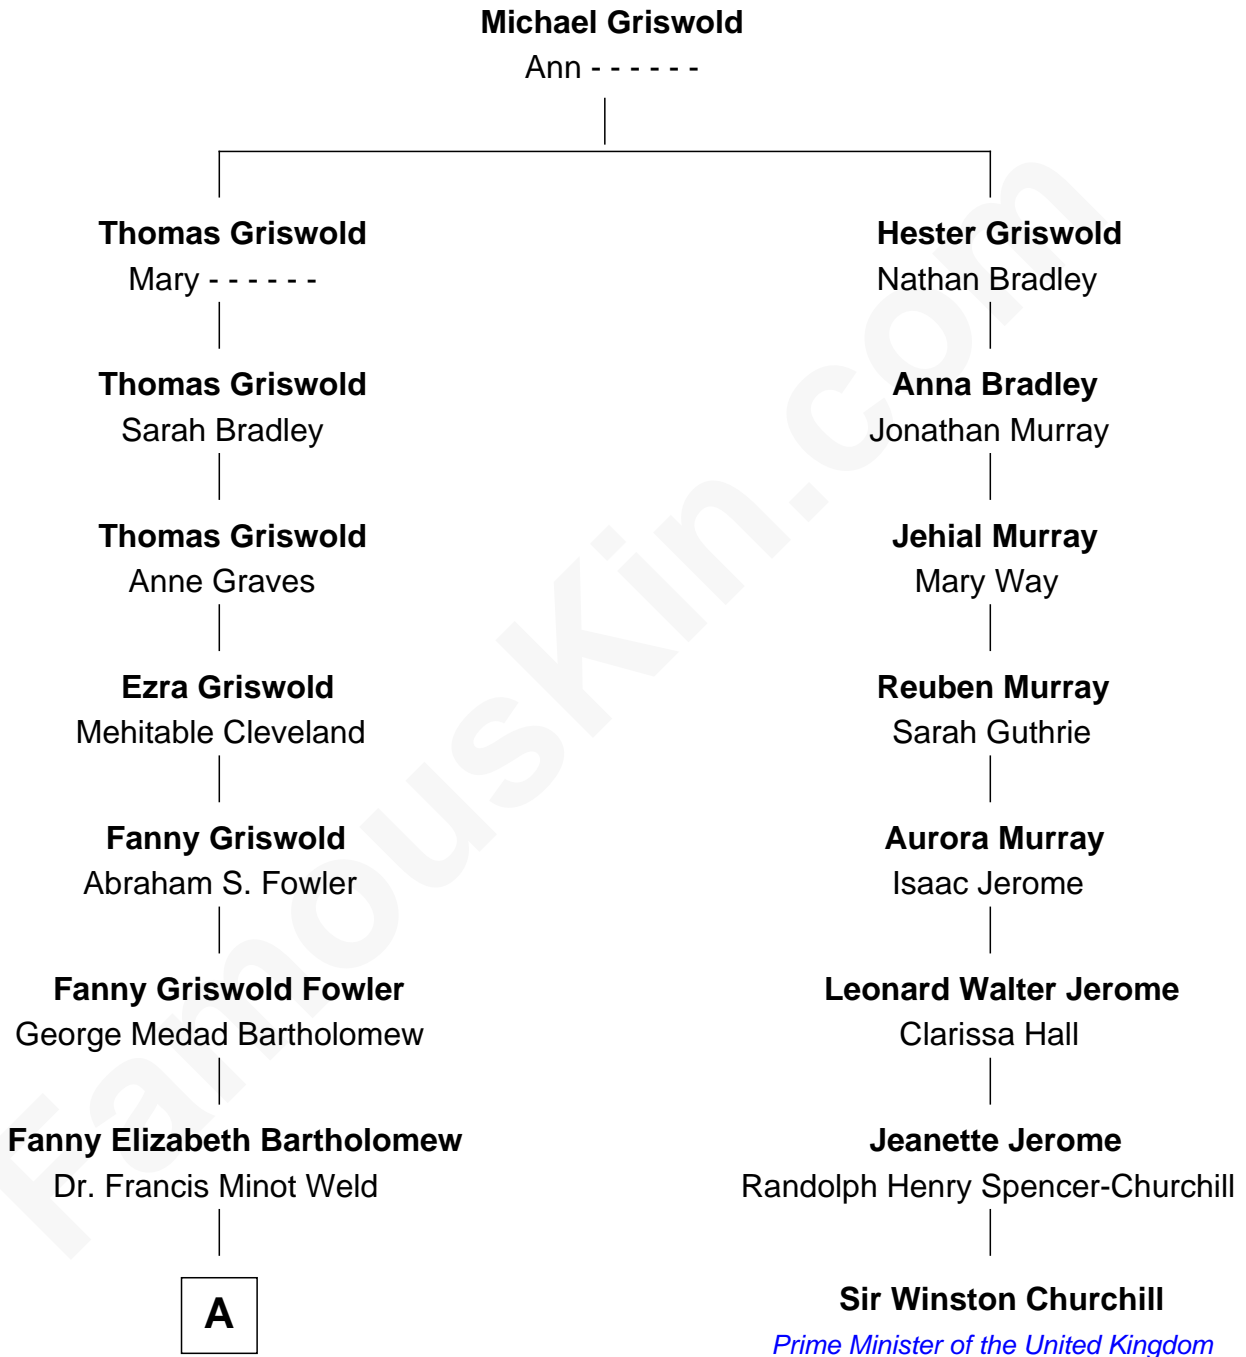 Michael Griswold
Ann - - - - - -
Thomas Griswold
Mary - - - - - -
Thomas Griswold
Sarah Bradley
Thomas Griswold
Anne Graves
Ezra Griswold
Mehitable Cleveland
Fanny Griswold
Abraham S. Fowler
Fanny Griswold Fowler
George Medad Bartholomew
Fanny Elizabeth Bartholomew
Dr. Francis Minot Weld
A
Hester Griswold
Nathan Bradley
Anna Bradley
Jonathan Murray
Jehial Murray
Mary Way
Reuben Murray
Sarah Guthrie
Aurora Murray
Isaac Jerome
Leonard Walter Jerome
Clarissa Hall
Jeanette Jerome
Randolph Henry Spencer-Churchill
Sir Winston Churchill
Prime Minister of the United Kingdom
FamousKin.com